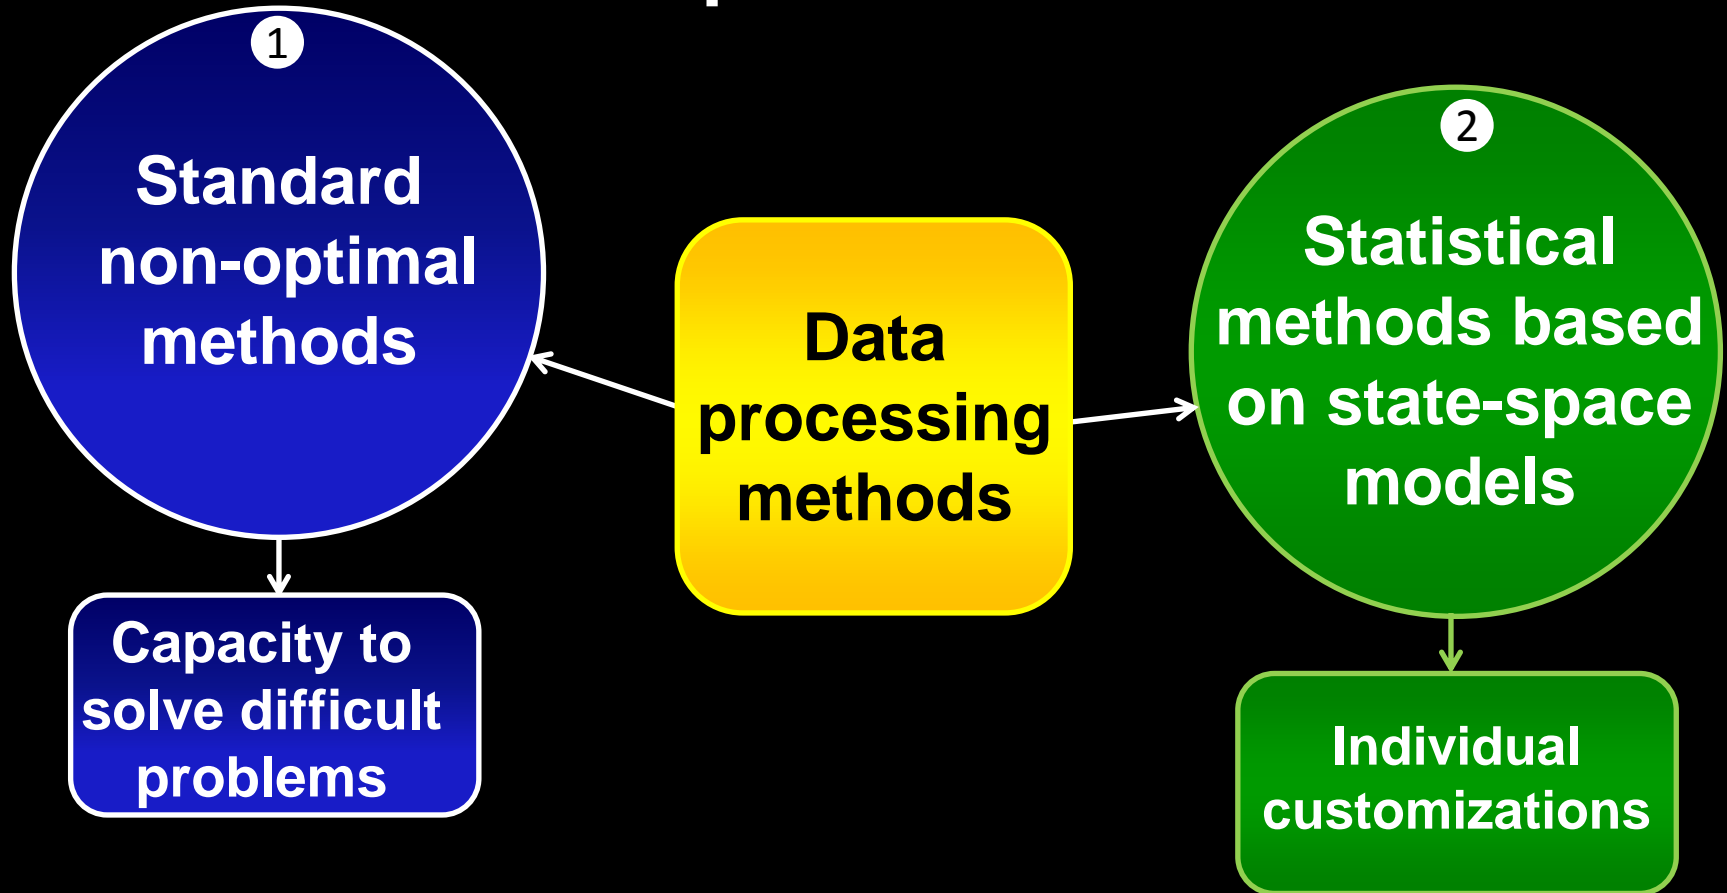 1
Standard
non-optimal
methods
Capacity to
solve difficult
problems
Data
processing
methods
2
Statistical
methods based
on state-space
models
Individual
customizations